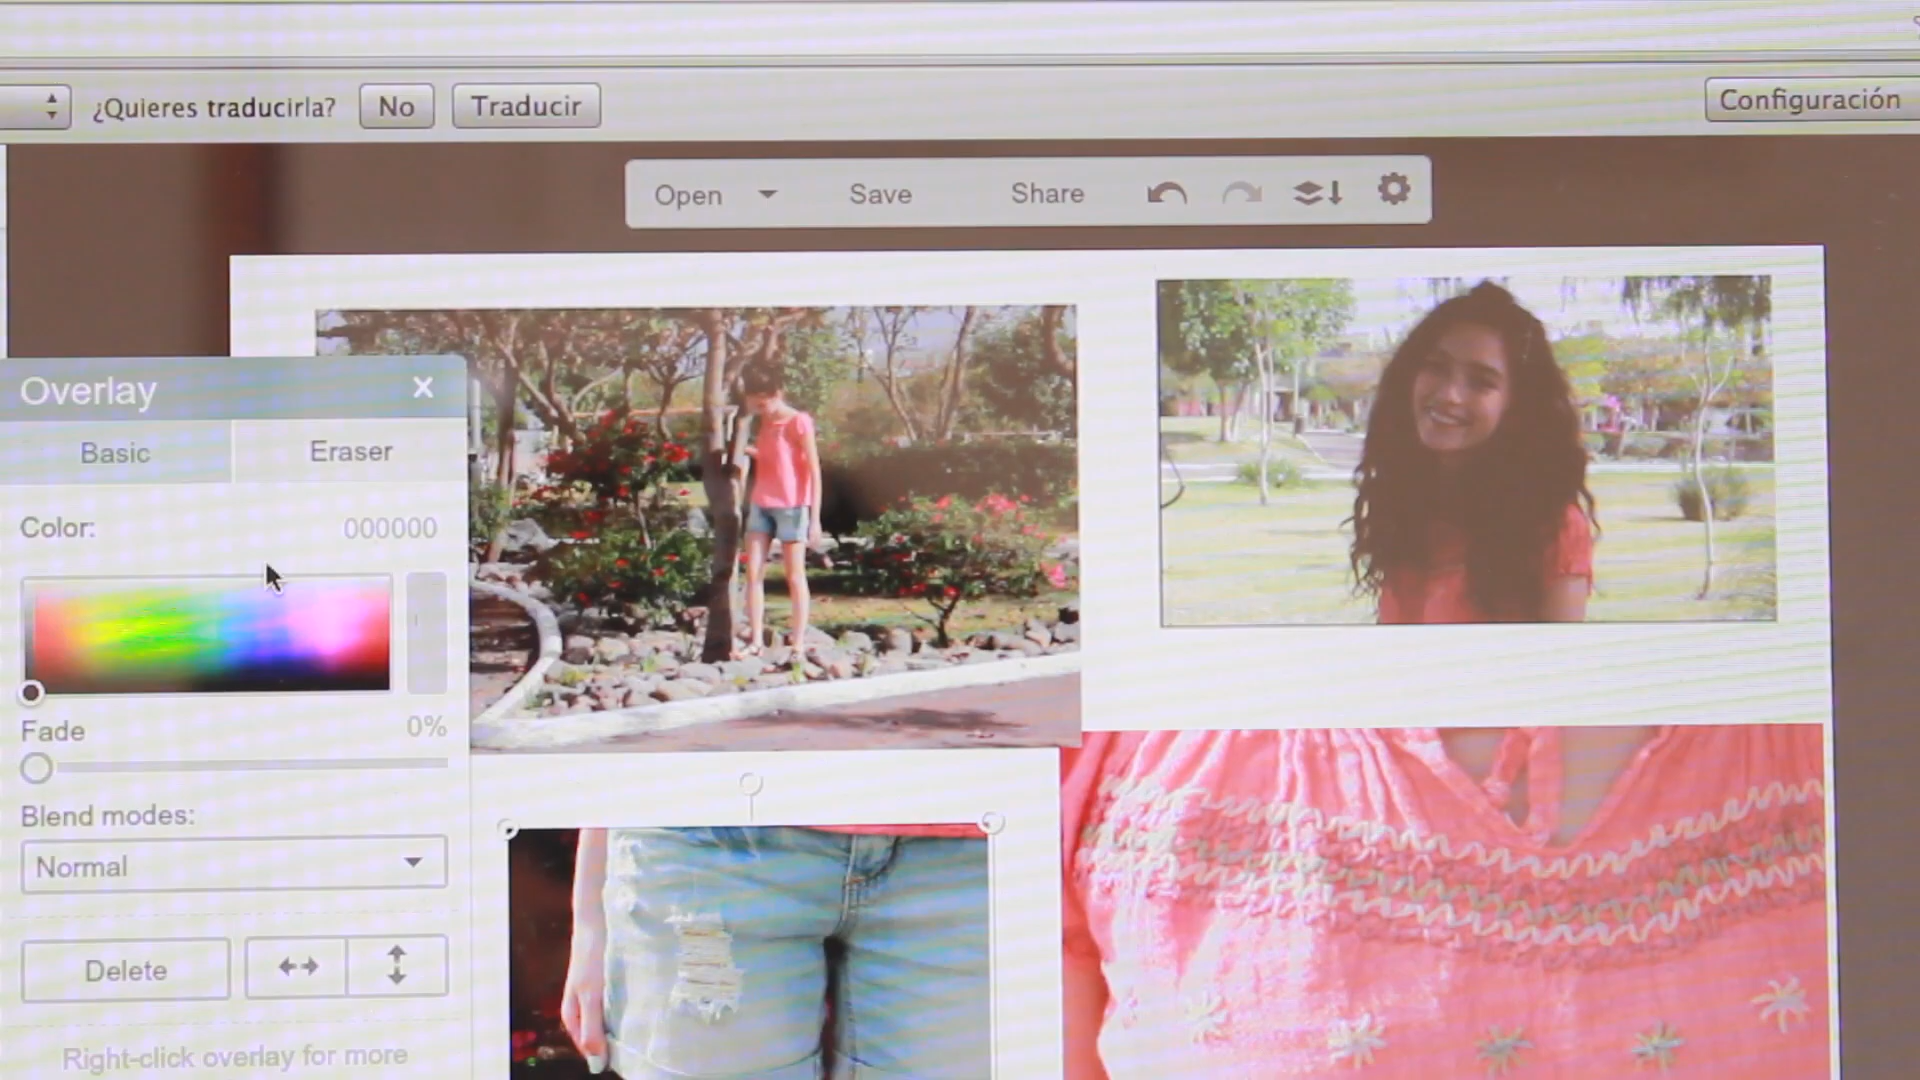 ¿Quieres traducirla? No Traducir Configuración
Open Save Share
Overlay
Basic Eraser
Color: 000000
Fade 0%
Blend modes:
Normal
Delete
Right-click overlay for more